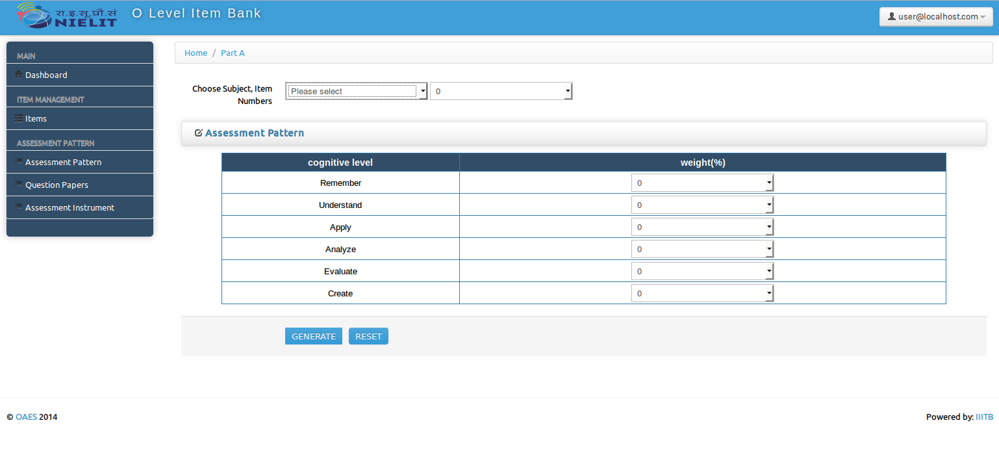 रा.इ.सू.प्रौ.सं
NIELIT
O Level Item Bank
user@localhost.com
MAIN
Dashboard
ITEM MANAGEMENT
Items
ASSESSMENT PATTERN
Assessment Pattern
Question Papers
Assessment Instrument
Home / Part A
Choose Subject, Item Numbers
Please select
0
Assessment Pattern
cognitive level weight(%)
Remember 0
Understand 0
Apply 0
Analyze 0
Evaluate 0
Create 0
GENERATE RESET
© OAES 2014
Powered by: IIITB